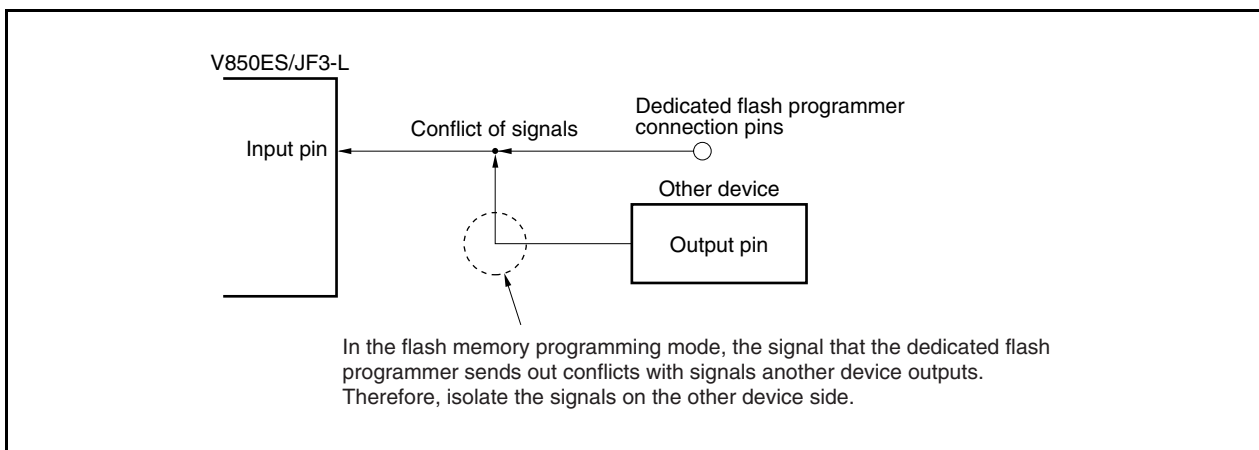 V850ES/JF3-L
Dedicated flash programmer
connection pins
Conflict of signals
Input pin
Other device
Output pin
In the flash memory programming mode, the signal that the dedicated flash
programmer sends out conflicts with signals another device outputs.
Therefore, isolate the signals on the other device side.